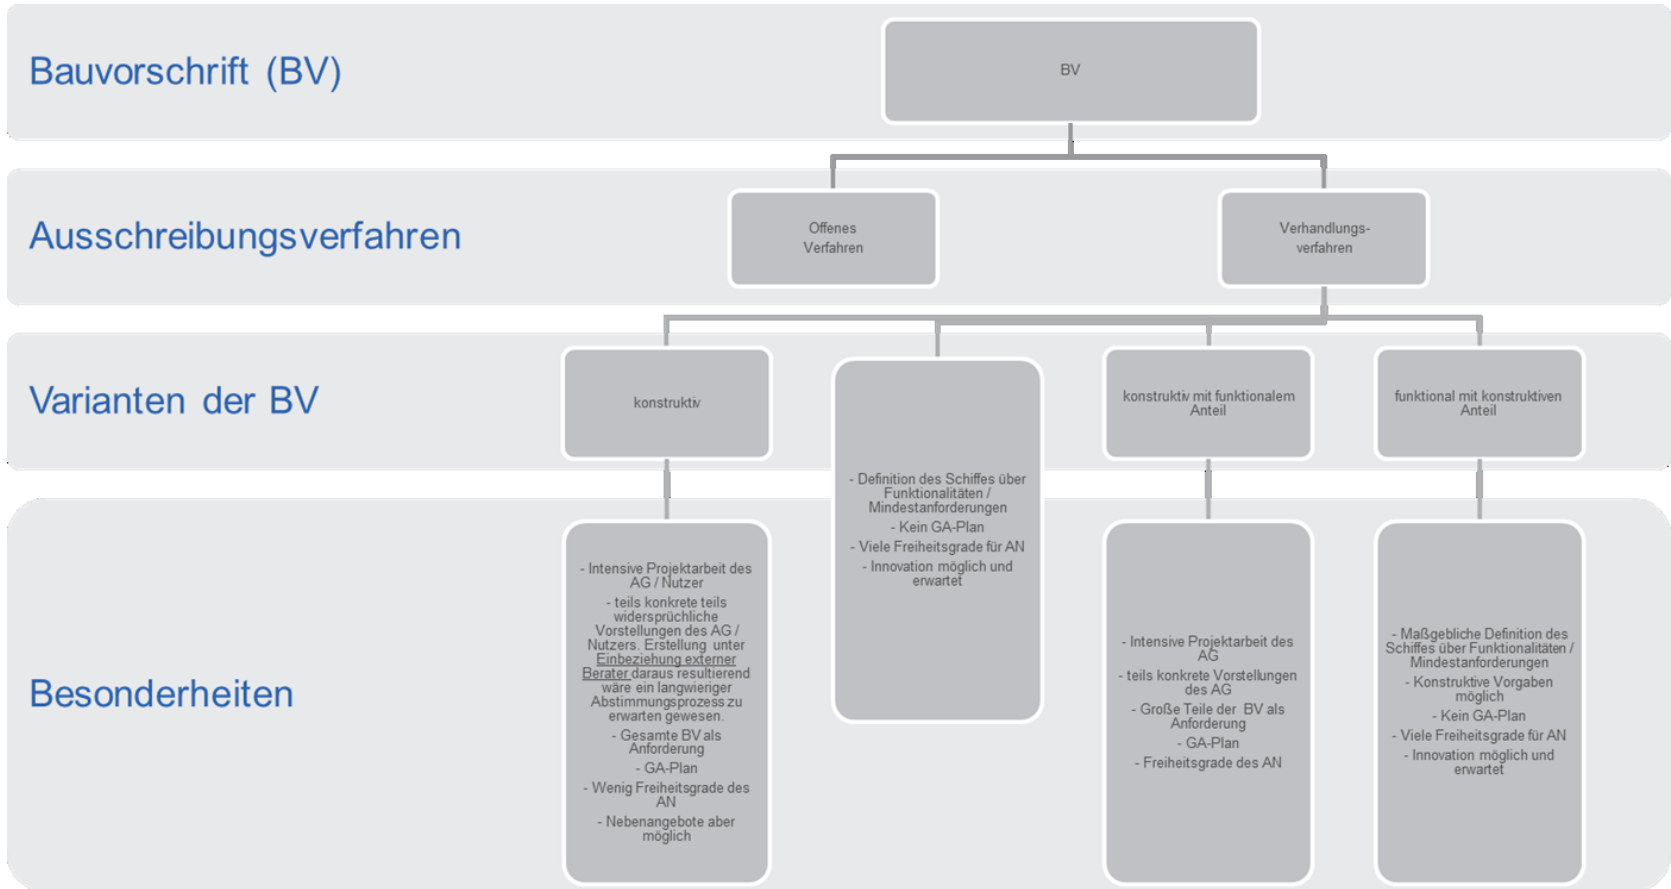 Bauvorschrift (BV)
BV
Ausschreibungsverfahren
Offenes
Verfahren
Verhandlungs-
verfahren
Varianten der BV
konstruktiv
konstruktiv mit funktionalem
Anteil
funktional mit konstruktiven
Anteil
Besonderheiten
- Intensive Projektarbeit des
AG / Nutzer
- teils konkrete teils
widersprüchliche
Vorstellungen des AG /
Nutzers. Erstellung unter
Einbeziehung externer
Berater daraus resultierend
wäre ein langwieriger
Abstimmungsprozess zu
erwarten gewesen.
- Gesamte BV als
Anforderung
- GA-Plan
- Wenig Freiheitsgrade des
AN
- Nebenangebote aber
möglich
- Definition des Schiffes über
Funktionalitäten /
Mindestanforderungen
- Kein GA-Plan
- Viele Freiheitsgrade für AN
- Innovation möglich und
erwartet
- Intensive Projektarbeit des
AG
- teils konkrete Vorstellungen
des AG
- Große Teile der BV als
Anforderung
- GA-Plan
- Freiheitsgrade des AN
- Maßgebliche Definition des
Schiffes über Funktionalitäten /
Mindestanforderungen
- Konstruktive Vorgaben
möglich
- Kein GA-Plan
- Viele Freiheitsgrade für AN
- Innovation möglich und
erwartet